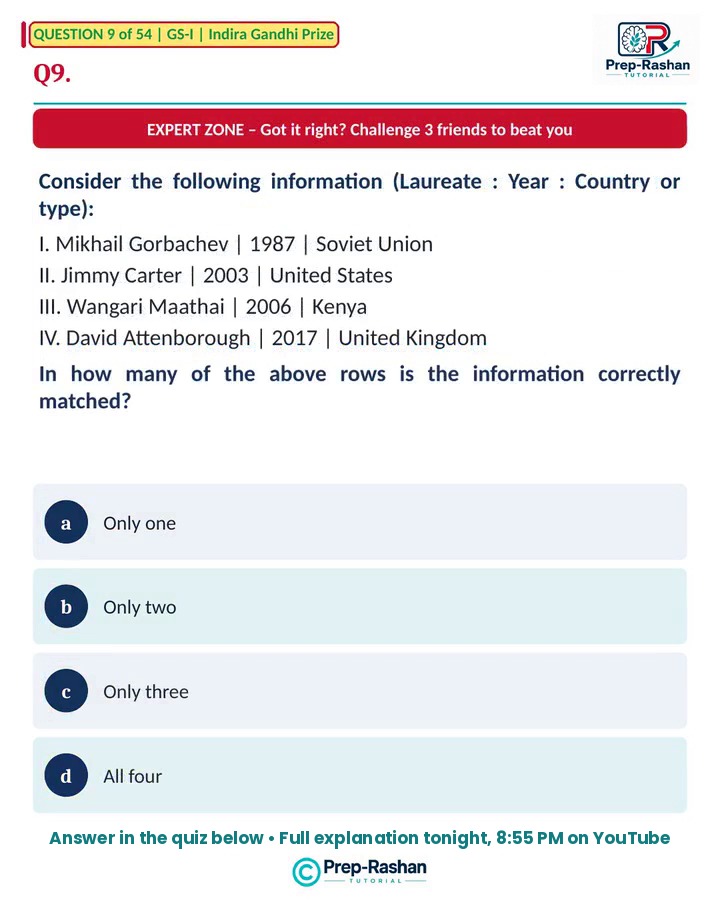 QUESTION 9 of 54 | GS-I | Indira Gandhi Prize
Prep-Rashan
TUTORIAL
Q9.
EXPERT ZONE – Got it right? Challenge 3 friends to beat you
Consider the following information (Laureate : Year : Country or
type):
I. Mikhail Gorbachev | 1987 | Soviet Union
II. Jimmy Carter | 2003 | United States
III. Wangari Maathai | 2006 | Kenya
IV. David Attenborough | 2017 | United Kingdom
In how many of the above rows is the information correctly
matched?
a Only one
b Only two
c Only three
d All four
Answer in the quiz below • Full explanation tonight, 8:55 PM on YouTube
© Prep-Rashan
TUTORIAL